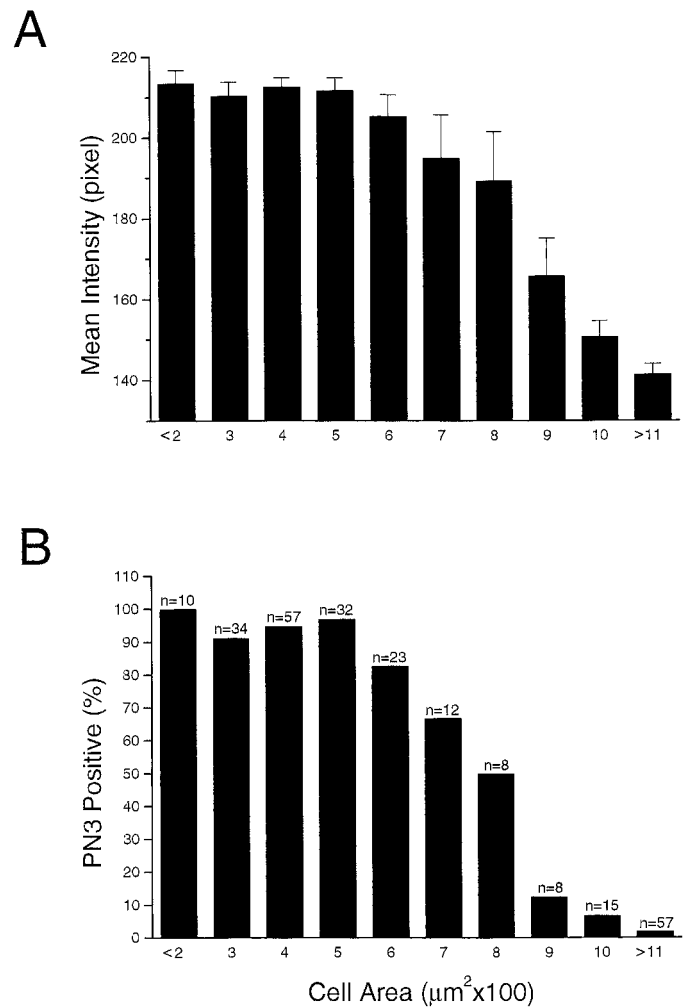 A
220
200
180
160
140
Mean Intensity (pixel)
<2 3 4 5 6 7 8 9 10 >11
B
110
100
90
80
70
60
50
40
30
20
10
0
PN3 Positive (%)
n=10 n=34 n=57 n=32 n=23 n=12 n=8 n=8 n=15 n=57
<2 3 4 5 6 7 8 9 10 >11
Cell Area (μm²x100)